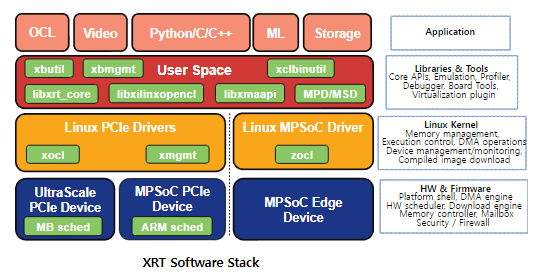 OCL
Video
Python/C/C++
ML
Storage
Application
xbutil
xbmgmt
User Space
xclbinutil
libxrt_core
libxilinxopencl
libxmaapi
MPD/MSD
Libraries & Tools
Core APIs, Emulation, Profiler,
Debugger, Board Tools,
Virtualization plugin
Linux PCIe Drivers
xocl
xmgmt
Linux MPSoC Driver
zocl
Linux Kernel
Memory management,
Execution control, DMA operations
Device management/monitoring,
Compiled image download
UltraScale
PCIe Device
MB sched
MPSoC PCIe
Device
ARM sched
MPSoC Edge
Device
HW & Firmware
Platform shell, DMA engine
HW scheduler, Download engine
Memory controller, Mailbox
Security / Firewall
XRT Software Stack